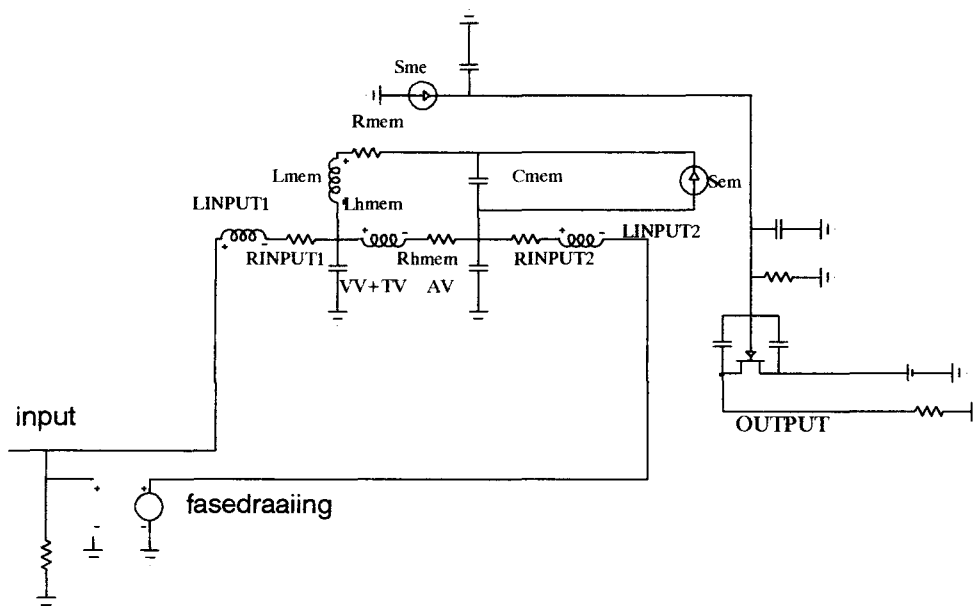 Sme
Rmem
Lmem
Cmem
Sem
Lhmem
LINPUT1
LINPUT2
RINPUT1
Rhmem
RINPUT2
VV+TV
AV
OUTPUT
input
fasedraaiing